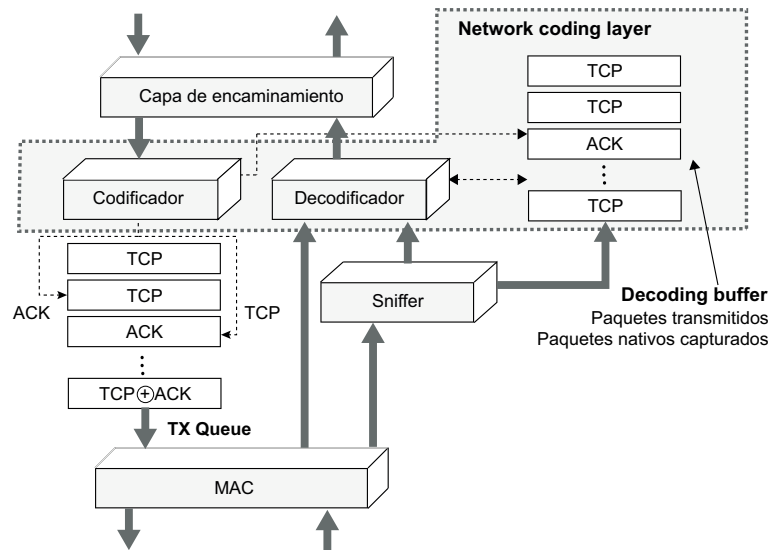 Network coding layer
Capa de encaminamiento
TCP
TCP
ACK
TCP
Codificador
Decodificador
TCP
TCP
ACK
TCP⊕ACK
ACK
TCP
Sniffer
Decoding buffer
Paquetes transmitidos
Paquetes nativos capturados
TX Queue
MAC